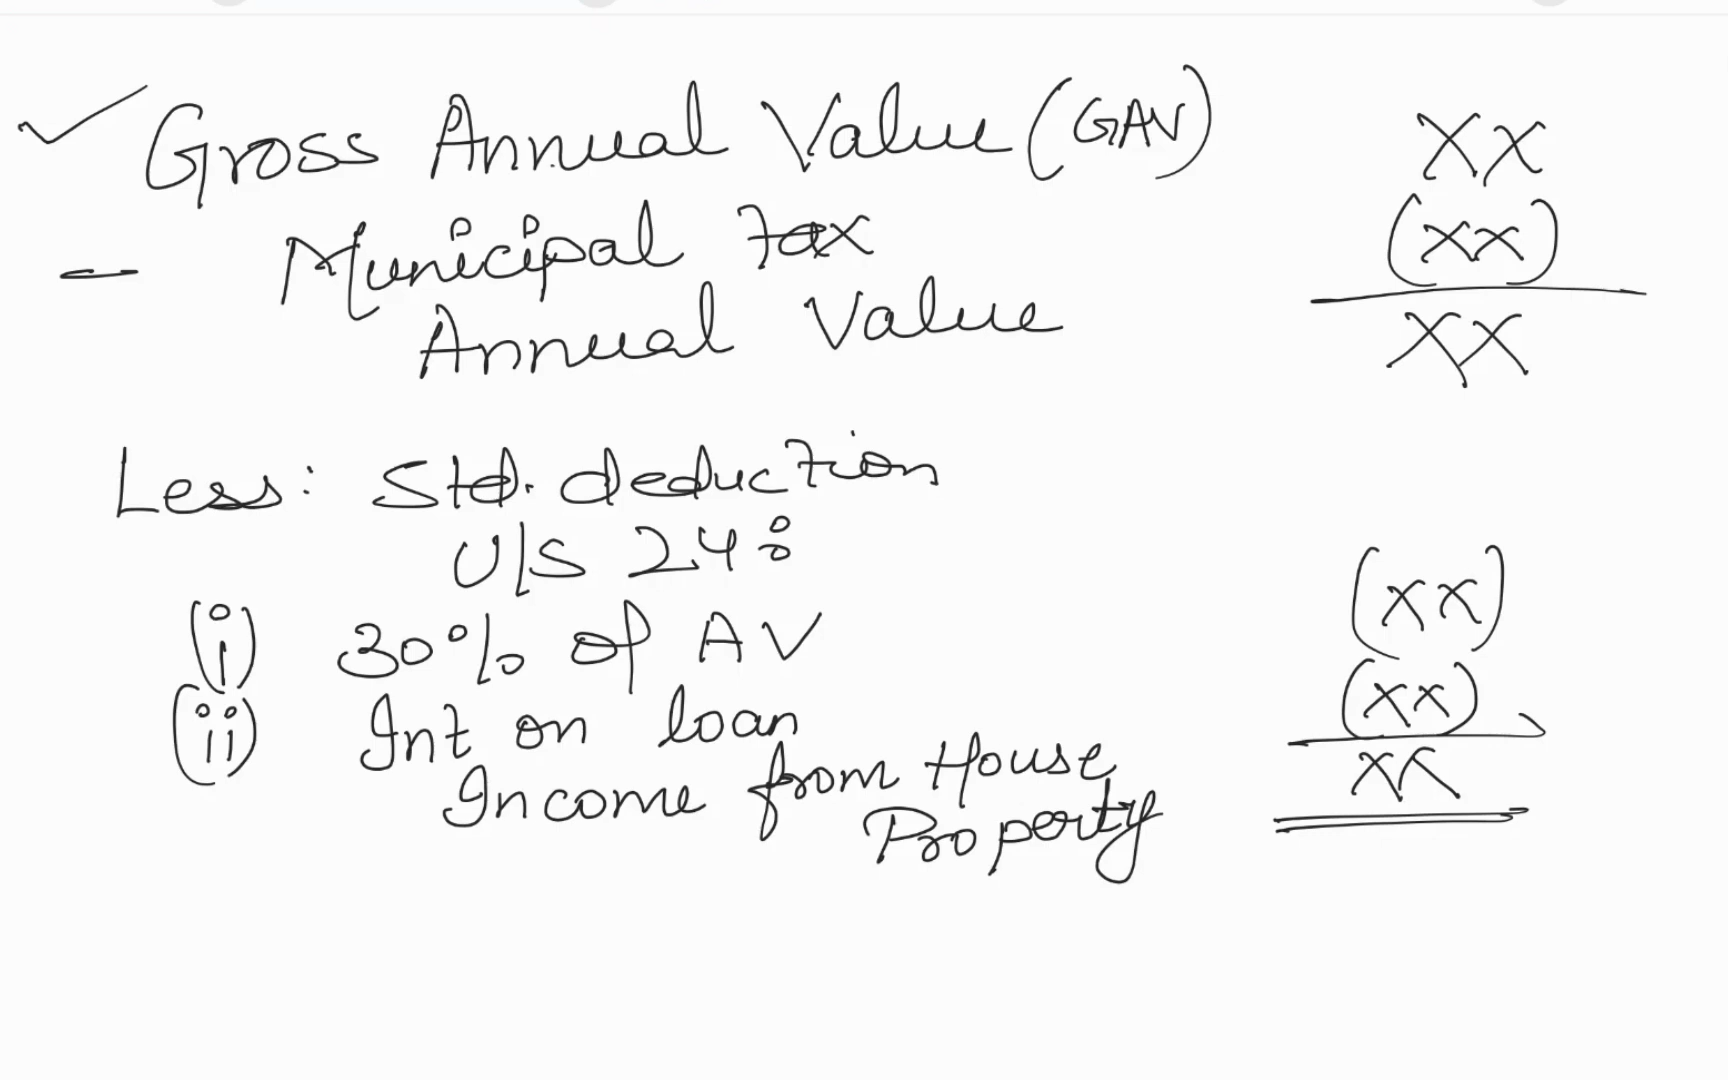 ✓ Gross Annual Value (GAV) XX
- Municipal tax (XX)
Annual Value XX
Less: Std. deduction
U/S 24:
(i) 30% of AV (XX)
(ii) Int on loan (XX)
Income from House Property XX